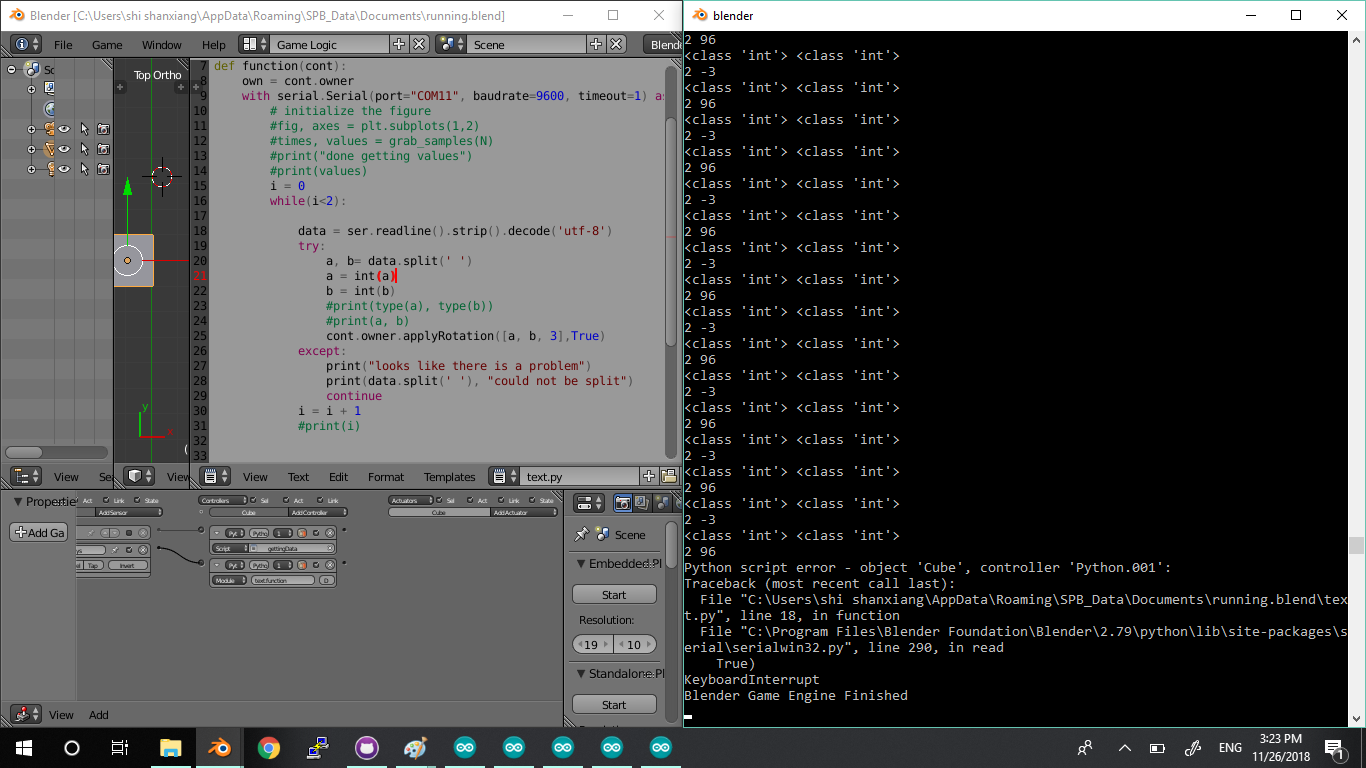 Blender [C:\Users\shi shanxiang\AppData\Roaming\SPB_Data\Documents\running.blend]
File Game Window Help Game Logic Scene Blende
Sc
Top Ortho
7 def function(cont):
8 own = cont.owner
9 with serial.Serial(port="COM11", baudrate=9600, timeout=1) as
10 # initialize the figure
11 #fig, axes = plt.subplots(1,2)
12 #times, values = grab_samples(N)
13 #print("done getting values")
14 #print(values)
15 i = 0
16 while(i<2):
17
18 data = ser.readline().strip().decode('utf-8')
19 try:
20 a, b= data.split(' ')
21 a = int(a)
22 b = int(b)
23 #print(type(a), type(b))
24 #print(a, b)
25 cont.owner.applyRotation([a, b, 3],True)
26 except:
27 print("looks like there is a problem")
28 print(data.split(' '), "could not be split")
29 continue
30 i = i + 1
31 #print(i)
32
33
y
x
View Se View View Text Edit Format Templates text.py
Properties
Add Ga
Act Link State
Add Sensor
Tap Invert
Controllers Sel Act Link
Cube Add Controller
Pyt Pytho 1
Script gettingData
Pyt Pytho 1
Module text.function D
Actuators Sel Act Link State
Cube Add Actuator
Scene
Embedded Pl
Start
Resolution:
19 10
Standalone Pl
Start
View Add
blender
2 96
<class 'int'> <class 'int'>
2 -3
<class 'int'> <class 'int'>
2 96
<class 'int'> <class 'int'>
2 -3
<class 'int'> <class 'int'>
2 96
<class 'int'> <class 'int'>
2 -3
<class 'int'> <class 'int'>
2 96
<class 'int'> <class 'int'>
2 -3
<class 'int'> <class 'int'>
2 96
<class 'int'> <class 'int'>
2 -3
<class 'int'> <class 'int'>
2 96
<class 'int'> <class 'int'>
2 -3
<class 'int'> <class 'int'>
2 96
<class 'int'> <class 'int'>
2 -3
<class 'int'> <class 'int'>
2 96
<class 'int'> <class 'int'>
2 -3
<class 'int'> <class 'int'>
2 96
Python script error - object 'Cube', controller 'Python.001':
Traceback (most recent call last):
File "C:\Users\shi shanxiang\AppData\Roaming\SPB_Data\Documents\running.blend\tex
t.py", line 18, in function
File "C:\Program Files\Blender Foundation\Blender\2.79\python\lib\site-packages\s
erial\serialwin32.py", line 290, in read
True)
KeyboardInterrupt
Blender Game Engine Finished
ENG
3:23 PM
11/26/2018
1